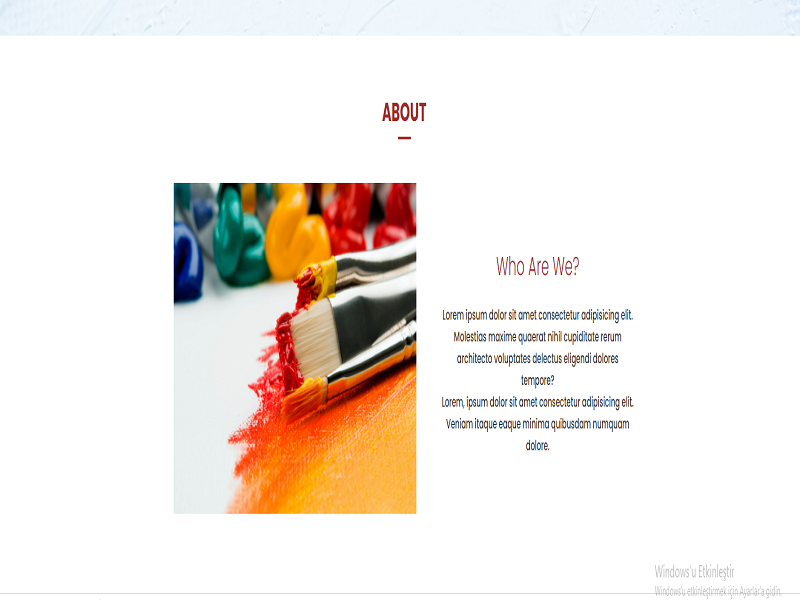 ABOUT
Who Are We?
Lorem ipsum dolor sit amet consectetur adipisicing elit.
Molestias maxime quaerat nihil cupiditate rerum
architecto voluptates delectus eligendi dolores
tempore?
Lorem, ipsum dolor sit amet consectetur adipisicing elit.
Veniam itaque eaque minima quibusdam numquam
dolore.
Windows'u Etkinleştir
Windows'u etkinleştirmek için Ayarlar'a gidin.